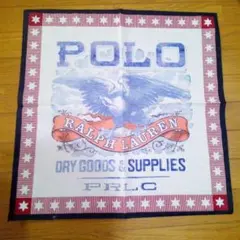 POLO
RALPH LAUREN
DRY GOODS & SUPPLIES
PRLC